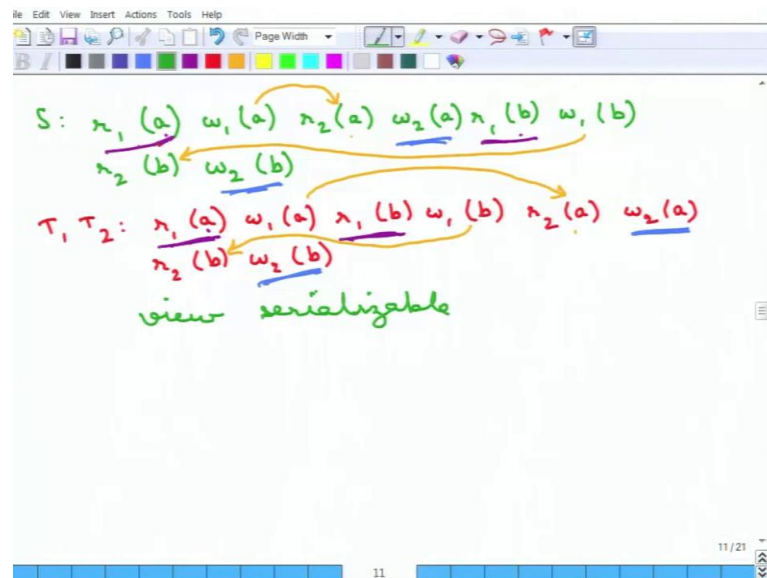 ile Edit View Insert Actions Tools Help
Page Width
B I
S: r₁(a) w₁(a) r₂(a) w₂(a) r₁(b) w₁(b)
r₂(b) w₂(b)
T₁ T₂: r₁(a) w₁(a) r₁(b) w₁(b) r₂(a) w₂(a)
r₂(b) w₂(b)
view serializable
11/21
11